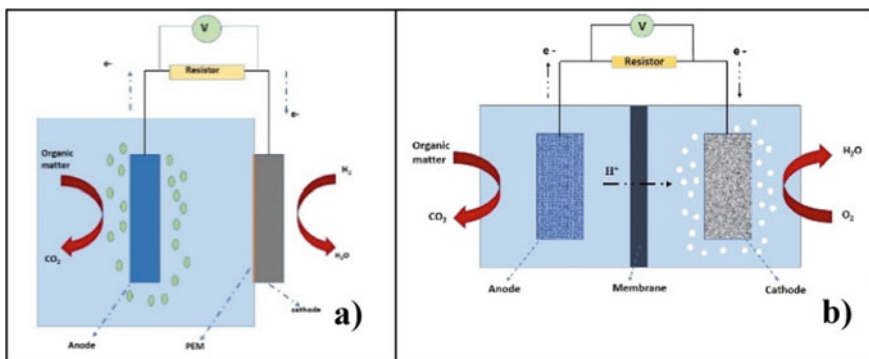 V
e-
Resistor
e-
Organic
matter
H₂
CO₂
H₂O
cathode
Anode
PEM
a)
V
e -
e -
Resistor
Organic
matter
H₂O
H⁺
CO₂
O₂
Anode
Membrane
Cathode
b)